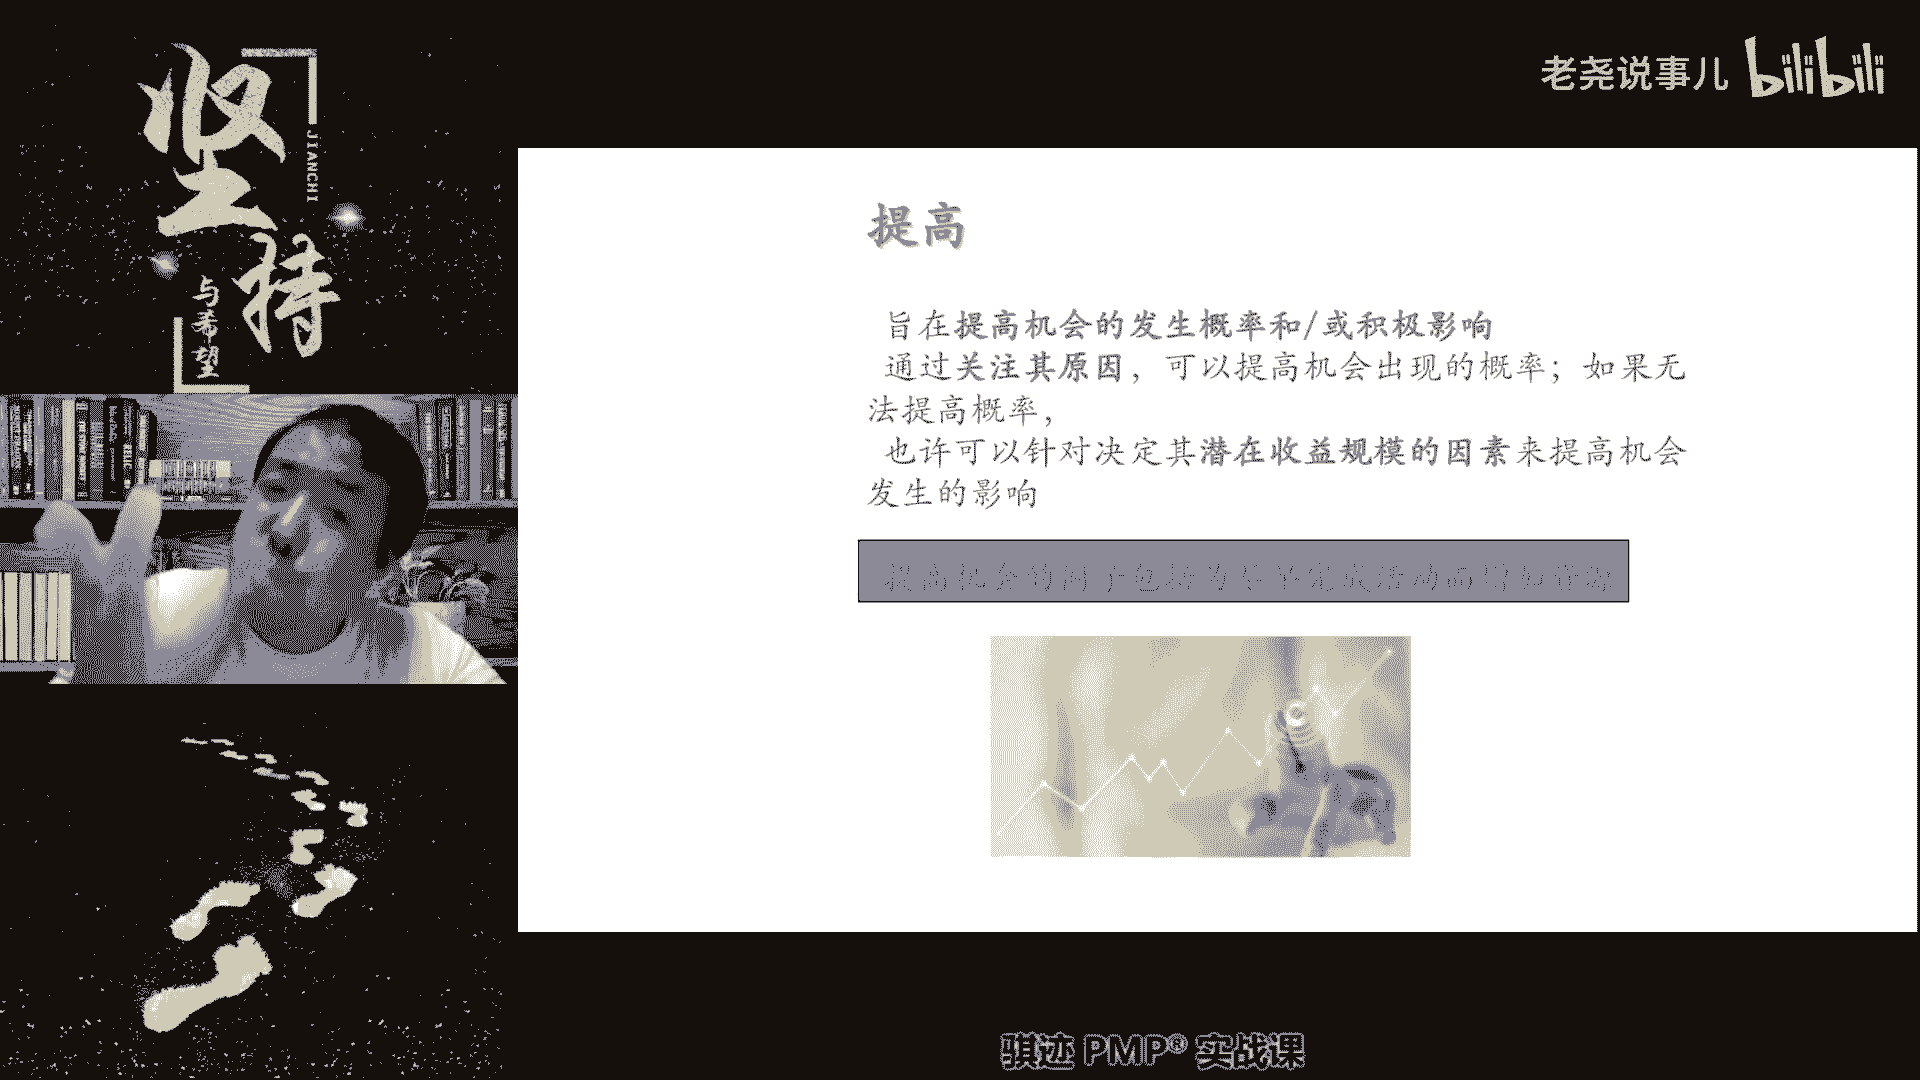 坚持
JIANCHI
与希望
老尧说事儿 bilibili
提高
旨在提高机会的发生概率和/或积极影响
通过关注其原因，可以提高机会出现的概率；如果无
法提高概率，
也许可以针对决定其潜在收益规模的因素来提高机会
发生的影响
提高机会的例子包括为尽早完成活动而增加资源
骐迹 PMP® 实战课